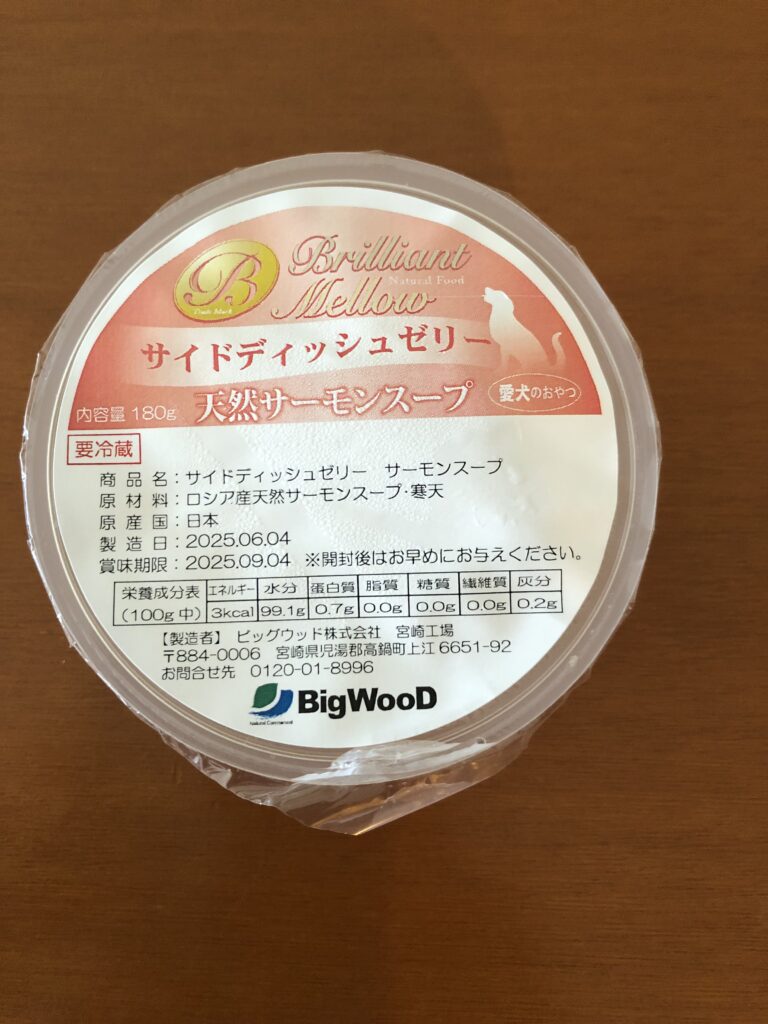 B
Trade Mark
Brilliant
Natural Food
Mellow
サイドディッシュゼリー
内容量 180g 天然サーモンスープ 愛犬のおやつ
要冷蔵
商品名：サイドディッシュゼリー　サーモンスープ
原材料：ロシア産天然サーモンスープ・寒天
原産国：日本
製造日：2025.06.04
賞味期限：2025.09.04 ※開封後はお早めにお与えください。
栄養成分表 エネルギー 水分 蛋白質 脂質 糖質 繊維質 灰分
（100g中） 3kcal 99.1g 0.7g 0.0g 0.0g 0.0g 0.2g
【製造者】 ビッグウッド株式会社　宮崎工場
〒884-0006　宮崎県児湯郡高鍋町上江6651-92
お問合せ先　0120-01-8996
BigWooD